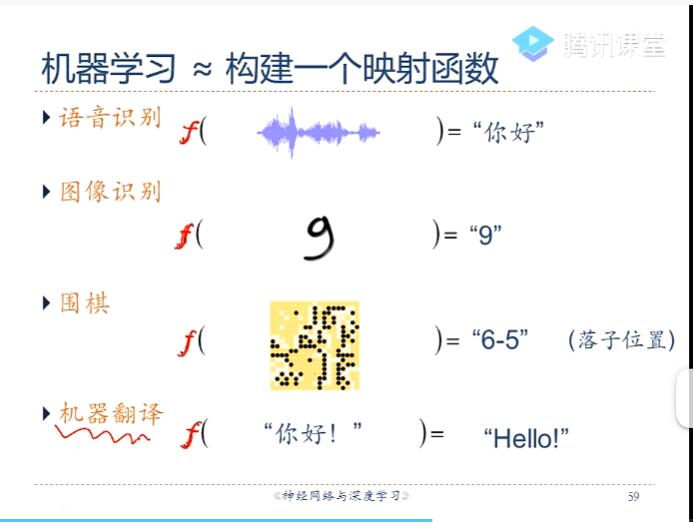 腾讯课堂
机器学习 ≈ 构建一个映射函数
语音识别
f( )= “你好”
图像识别
f( 9 )= “9”
围棋
f( )= “6-5” (落子位置)
机器翻译
f( “你好！” )= “Hello!”
《神经网络与深度学习》
59